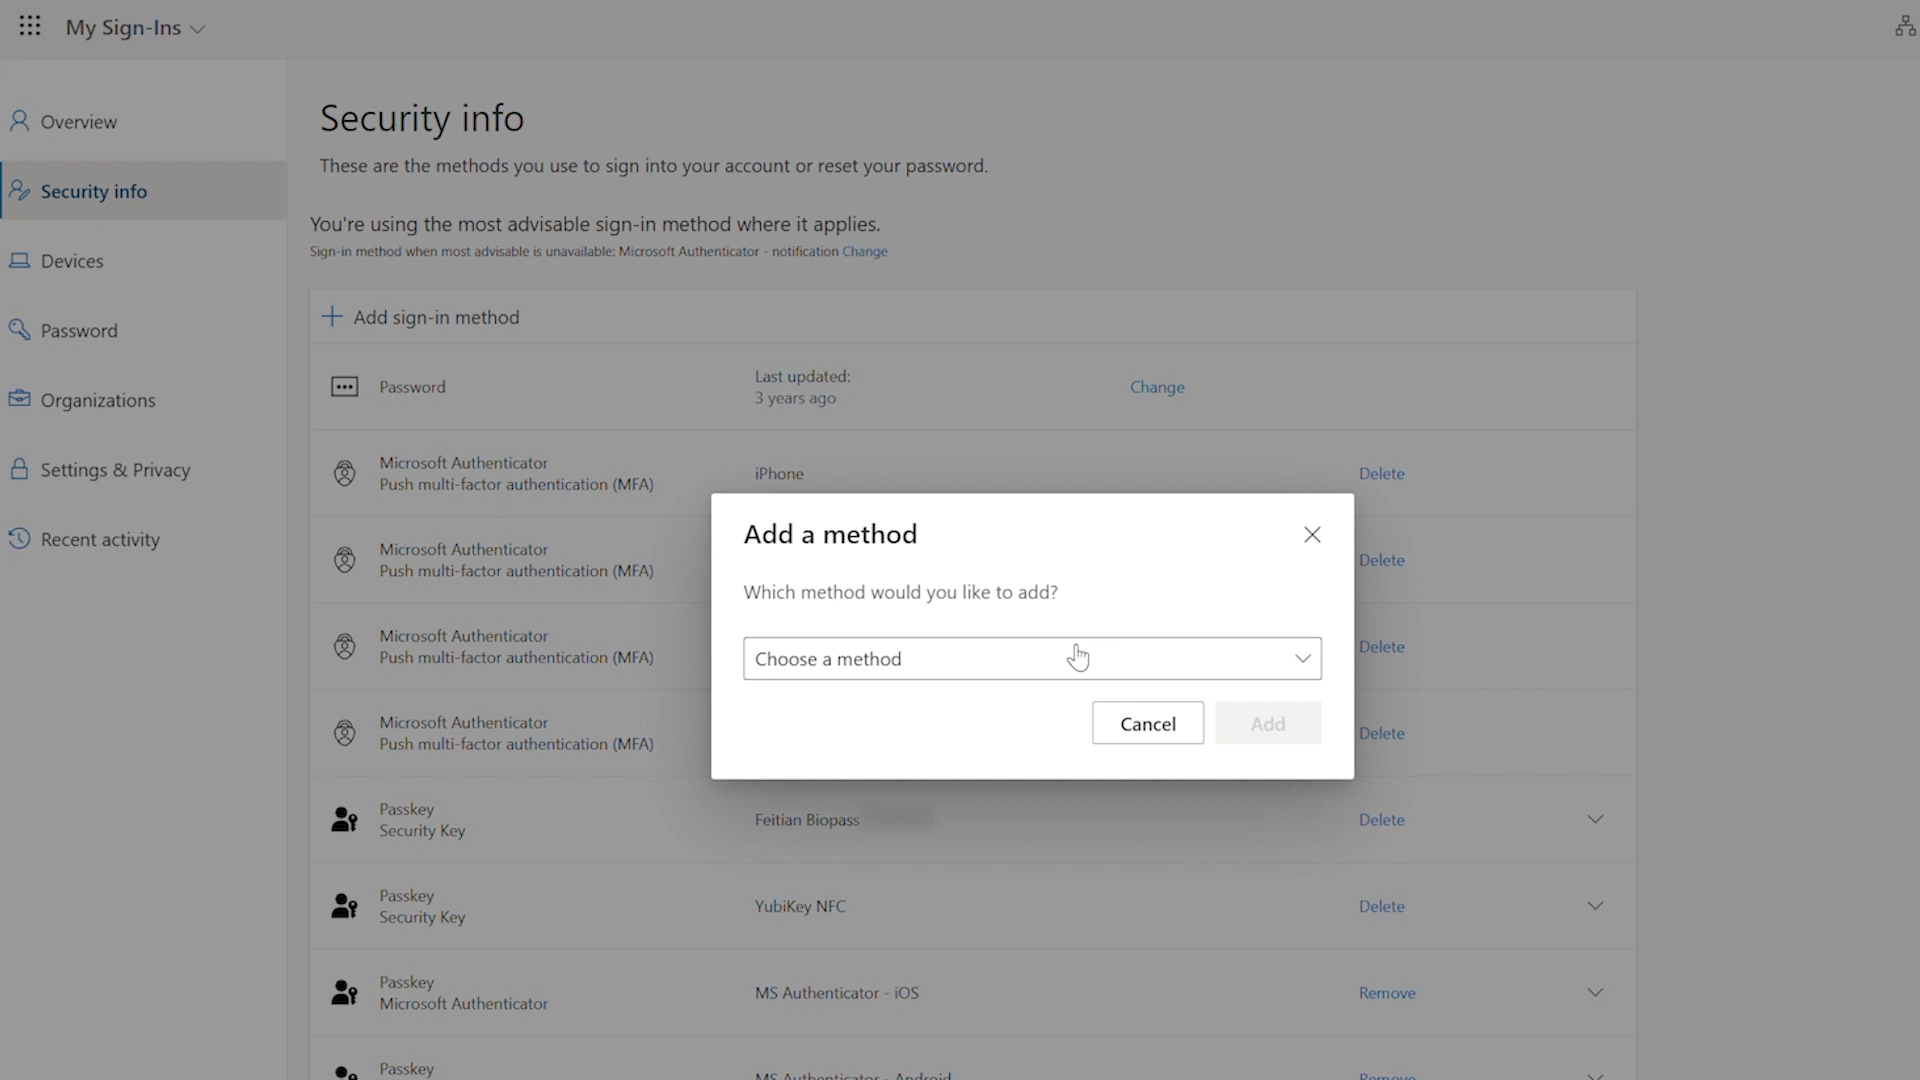 My Sign-Ins
Overview
Security info
Devices
Password
Organizations
Settings & Privacy
Recent activity
Security info
These are the methods you use to sign into your account or reset your password.
You're using the most advisable sign-in method where it applies.
Sign-in method when most advisable is unavailable: Microsoft Authenticator - notification Change
Add sign-in method
Password
Last updated:
3 years ago
Change
Microsoft Authenticator
Push multi-factor authentication (MFA)
iPhone
Delete
Microsoft Authenticator
Push multi-factor authentication (MFA)
Delete
Microsoft Authenticator
Push multi-factor authentication (MFA)
Delete
Microsoft Authenticator
Push multi-factor authentication (MFA)
Delete
Add a method
Which method would you like to add?
Choose a method
Cancel
Add
Passkey
Security Key
Feitian Biopass
Delete
Passkey
Security Key
YubiKey NFC
Delete
Passkey
Microsoft Authenticator
MS Authenticator - iOS
Remove
Passkey
MS Authenticator - Android
Remove